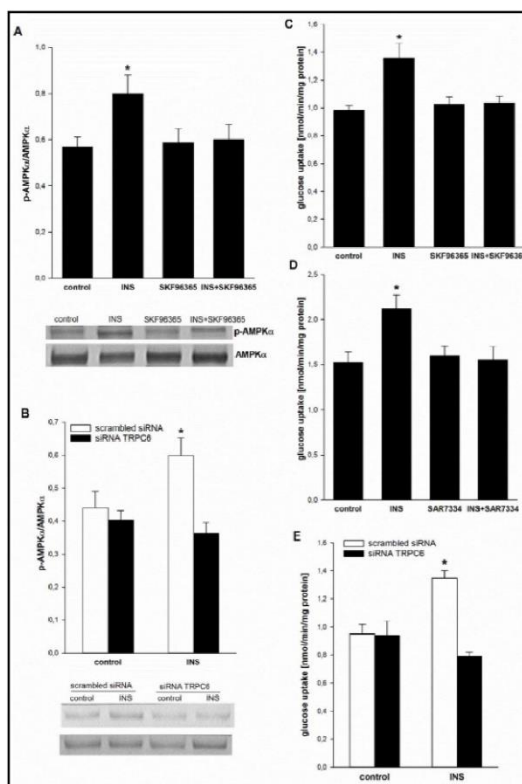 A
p-AMPKα/AMPKα
1,0
0,8
0,6
0,4
0,2
0,0
control INS SKF96365 INS+SKF96365
control INS SKF96365 INS+SKF96365
p-AMPKα
AMPKα
B
scrambled siRNA
siRNA TRPC6
p-AMPKα/AMPKα
0,7
0,6
0,5
0,4
0,3
0,2
0,1
0,0
control INS
scrambled siRNA siRNA TRPC6
control INS control INS
C
glucose uptake [nmol/min/mg protein]
*
1,6
1,4
1,2
1,0
0,8
0,6
0,4
0,2
0,0
control INS SKF96365 INS+SKF9636
D
glucose uptake [nmol/min/mg protein]
*
2,5
2,0
1,5
1,0
0,5
0,0
control INS SAR7334 INS+SAR7334
E
scrambled siRNA
siRNA TRPC6
glucose uptake [nmol/min/mg protein]
*
1,6
1,4
1,2
1,0
0,8
0,6
0,4
0,2
0,0
control INS